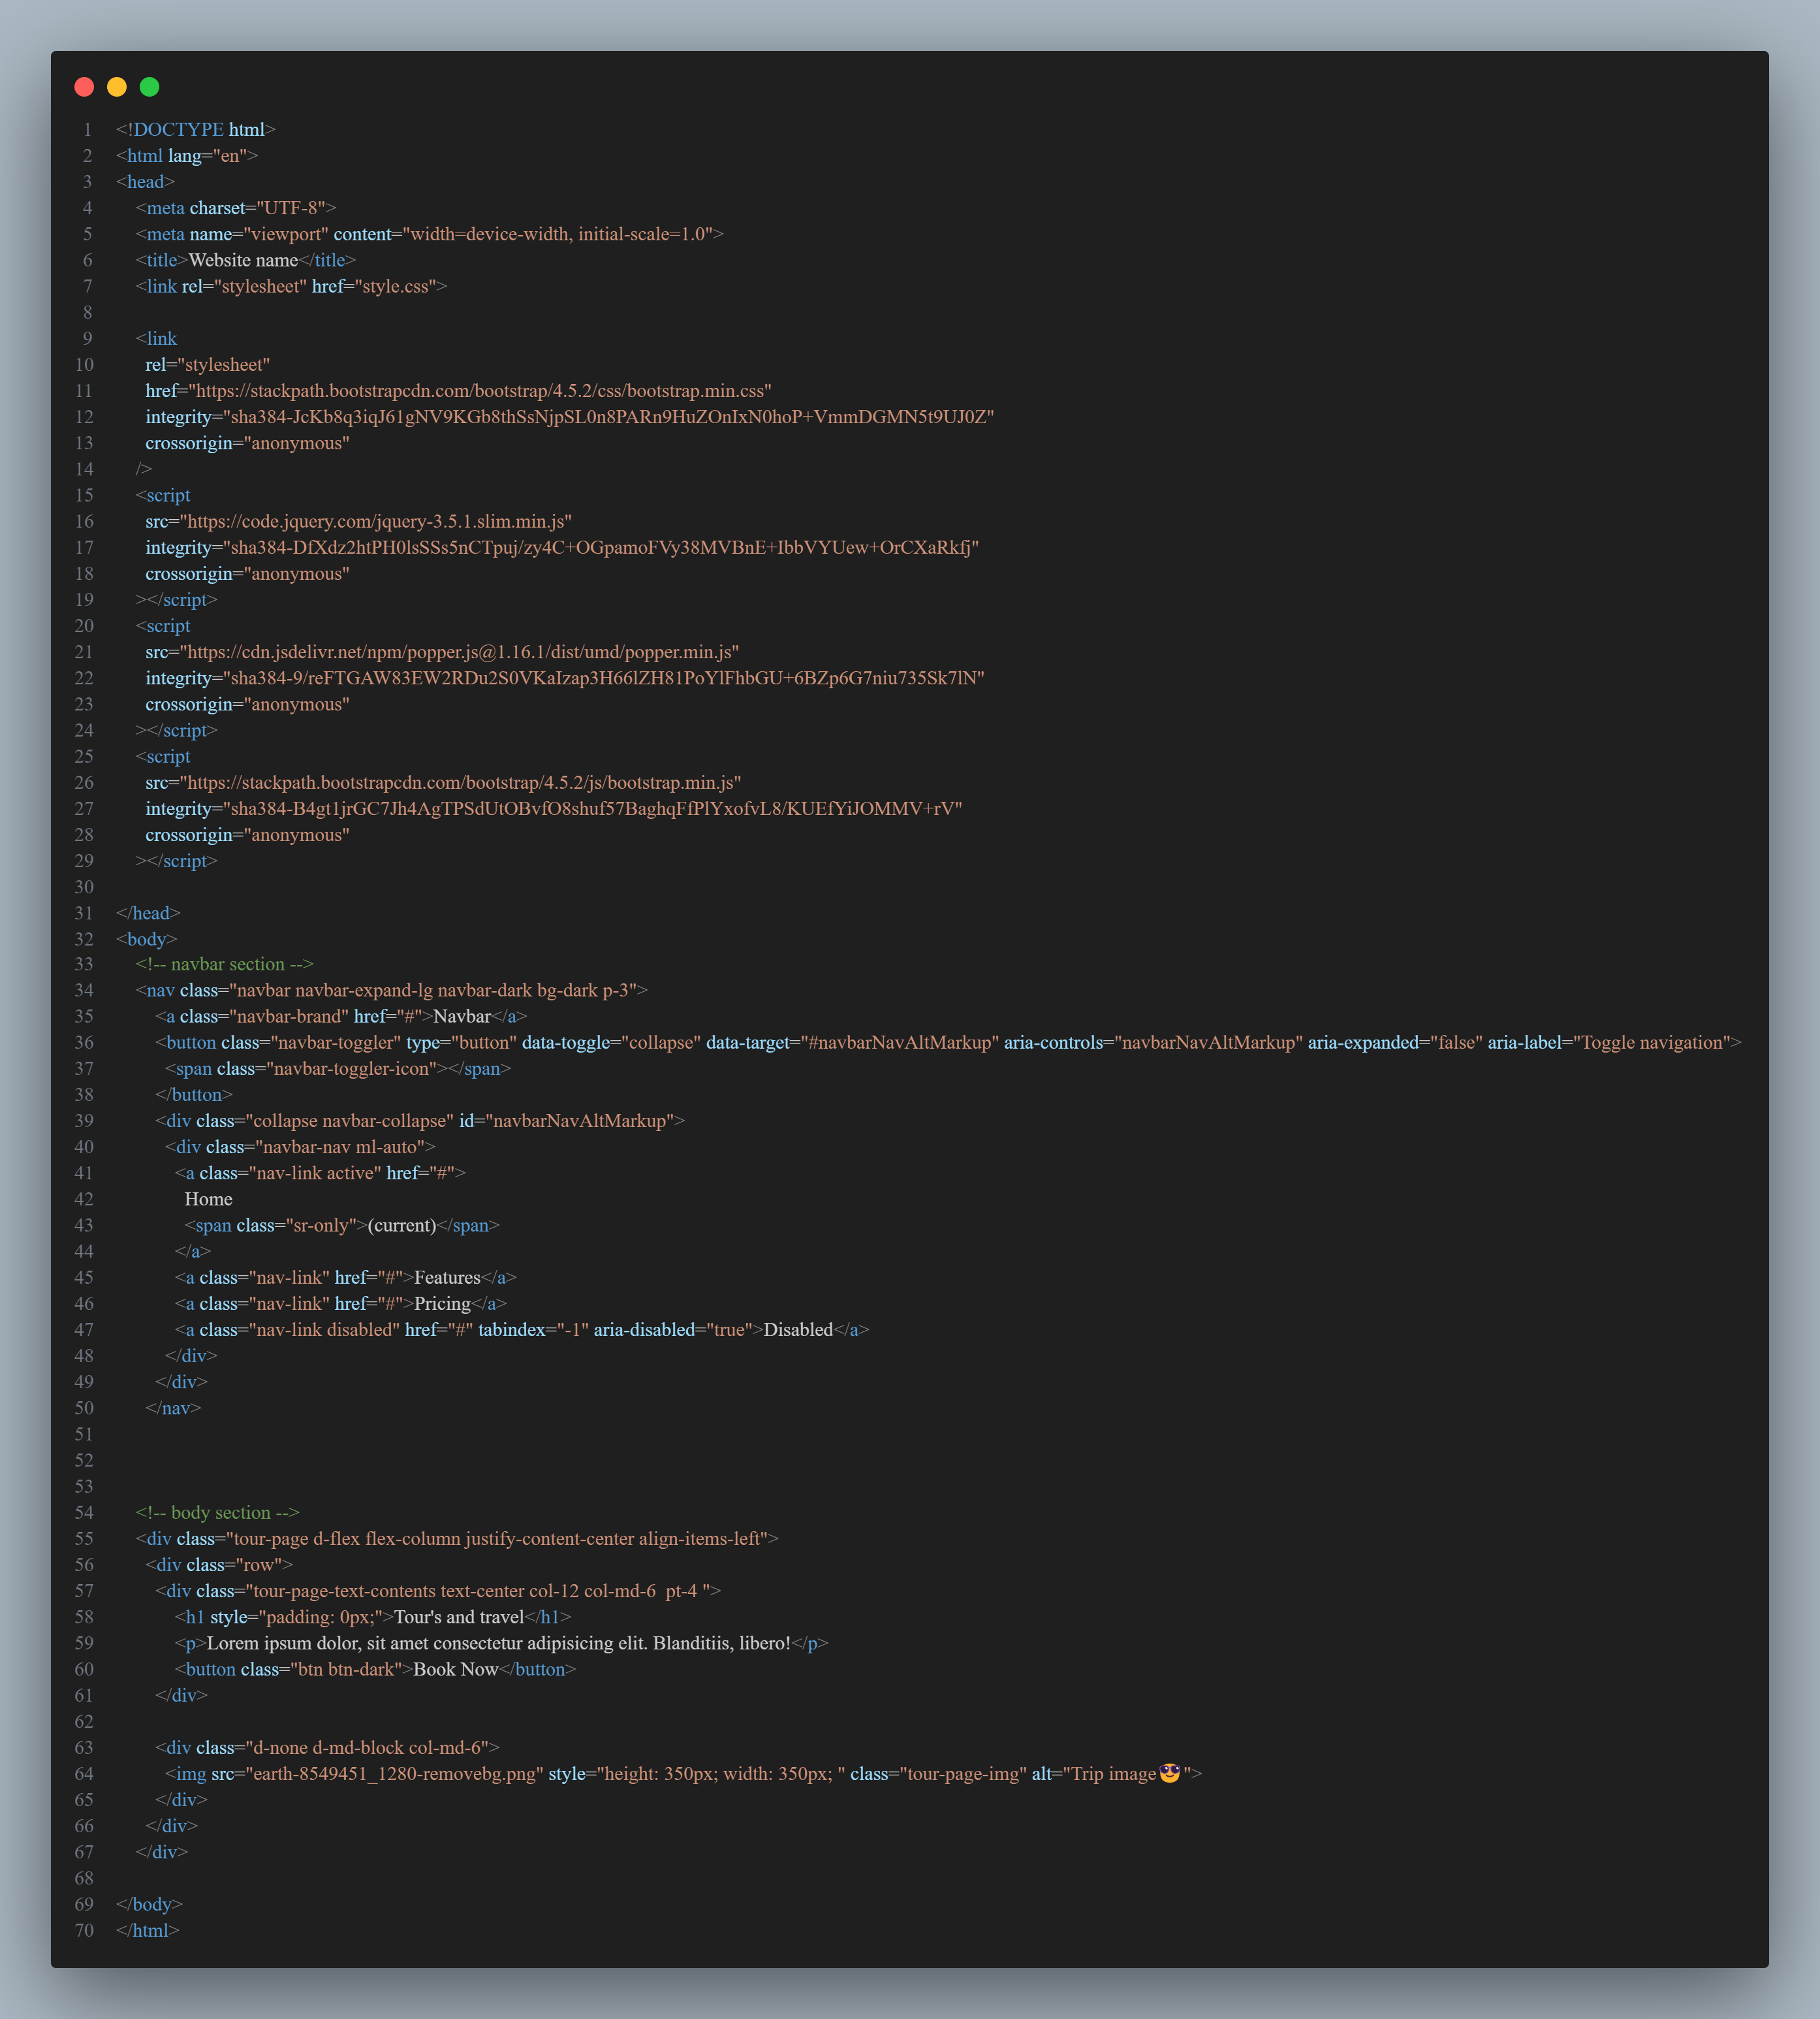 1 <!DOCTYPE html>
2 <html lang="en">
3 <head>
4     <meta charset="UTF-8">
5     <meta name="viewport" content="width=device-width, initial-scale=1.0">
6     <title>Website name</title>
7     <link rel="stylesheet" href="style.css">
8
9     <link
10       rel="stylesheet"
11       href="https://stackpath.bootstrapcdn.com/bootstrap/4.5.2/css/bootstrap.min.css"
12       integrity="sha384-JcKb8q3iqJ61gNV9KGb8thSsNjpSL0n8PARn9HuZOnIxN0hoP+VmmDGMN5t9UJ0Z"
13       crossorigin="anonymous"
14     />
15     <script
16       src="https://code.jquery.com/jquery-3.5.1.slim.min.js"
17       integrity="sha384-DfXdz2htPH0lsSSs5nCTpuj/zy4C+OGpamoFVy38MVBnE+IbbVYUew+OrCXaRkfj"
18       crossorigin="anonymous"
19     ></script>
20     <script
21       src="https://cdn.jsdelivr.net/npm/popper.js@1.16.1/dist/umd/popper.min.js"
22       integrity="sha384-9/reFTGAW83EW2RDu2S0VKaIzap3H66lZH81PoYlFhbGU+6BZp6G7niu735Sk7lN"
23       crossorigin="anonymous"
24     ></script>
25     <script
26       src="https://stackpath.bootstrapcdn.com/bootstrap/4.5.2/js/bootstrap.min.js"
27       integrity="sha384-B4gt1jrGC7Jh4AgTPSdUtOBvfO8shuf57BaghqFfPlYxofvL8/KUEfYiJOMMV+rV"
28       crossorigin="anonymous"
29     ></script>
30
31 </head>
32 <body>
33     <!-- navbar section -->
34     <nav class="navbar navbar-expand-lg navbar-dark bg-dark p-3">
35         <a class="navbar-brand" href="#">Navbar</a>
36         <button class="navbar-toggler" type="button" data-toggle="collapse" data-target="#navbarNavAltMarkup" aria-controls="navbarNavAltMarkup" aria-expanded="false" aria-label="Toggle navigation">
37           <span class="navbar-toggler-icon"></span>
38         </button>
39         <div class="collapse navbar-collapse" id="navbarNavAltMarkup">
40           <div class="navbar-nav ml-auto">
41             <a class="nav-link active" href="#">
42               Home
43               <span class="sr-only">(current)</span>
44             </a>
45             <a class="nav-link" href="#">Features</a>
46             <a class="nav-link" href="#">Pricing</a>
47             <a class="nav-link disabled" href="#" tabindex="-1" aria-disabled="true">Disabled</a>
48           </div>
49         </div>
50       </nav>
51
52
53
54     <!-- body section -->
55     <div class="tour-page d-flex flex-column justify-content-center align-items-left">
56       <div class="row">
57         <div class="tour-page-text-contents text-center col-12 col-md-6  pt-4 ">
58             <h1 style="padding: 0px;">Tour's and travel</h1>
59             <p>Lorem ipsum dolor, sit amet consectetur adipisicing elit. Blanditiis, libero!</p>
60             <button class="btn btn-dark">Book Now</button>
61         </div>
62
63         <div class="d-none d-md-block col-md-6">
64           <img src="earth-8549451_1280-removebg.png" style="height: 350px; width: 350px; " class="tour-page-img" alt="Trip image😎">
65         </div>
66       </div>
67     </div>
68
69 </body>
70 </html>